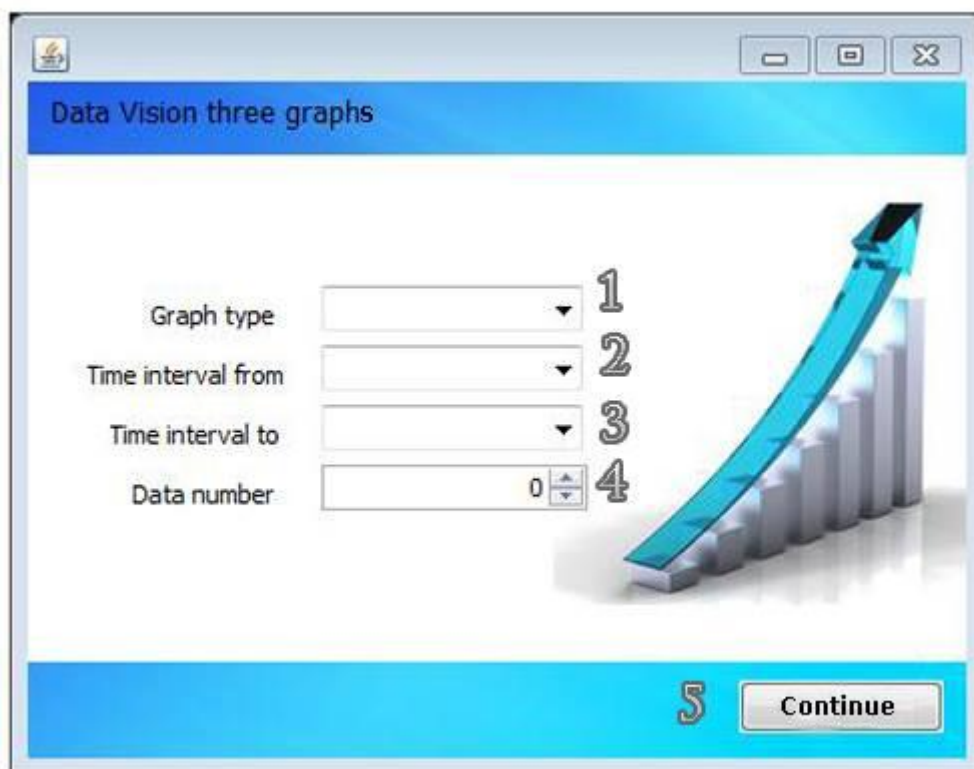 Data Vision three graphs
Graph type 1
Time interval from 2
Time interval to 3
Data number 0 4
5 Continue